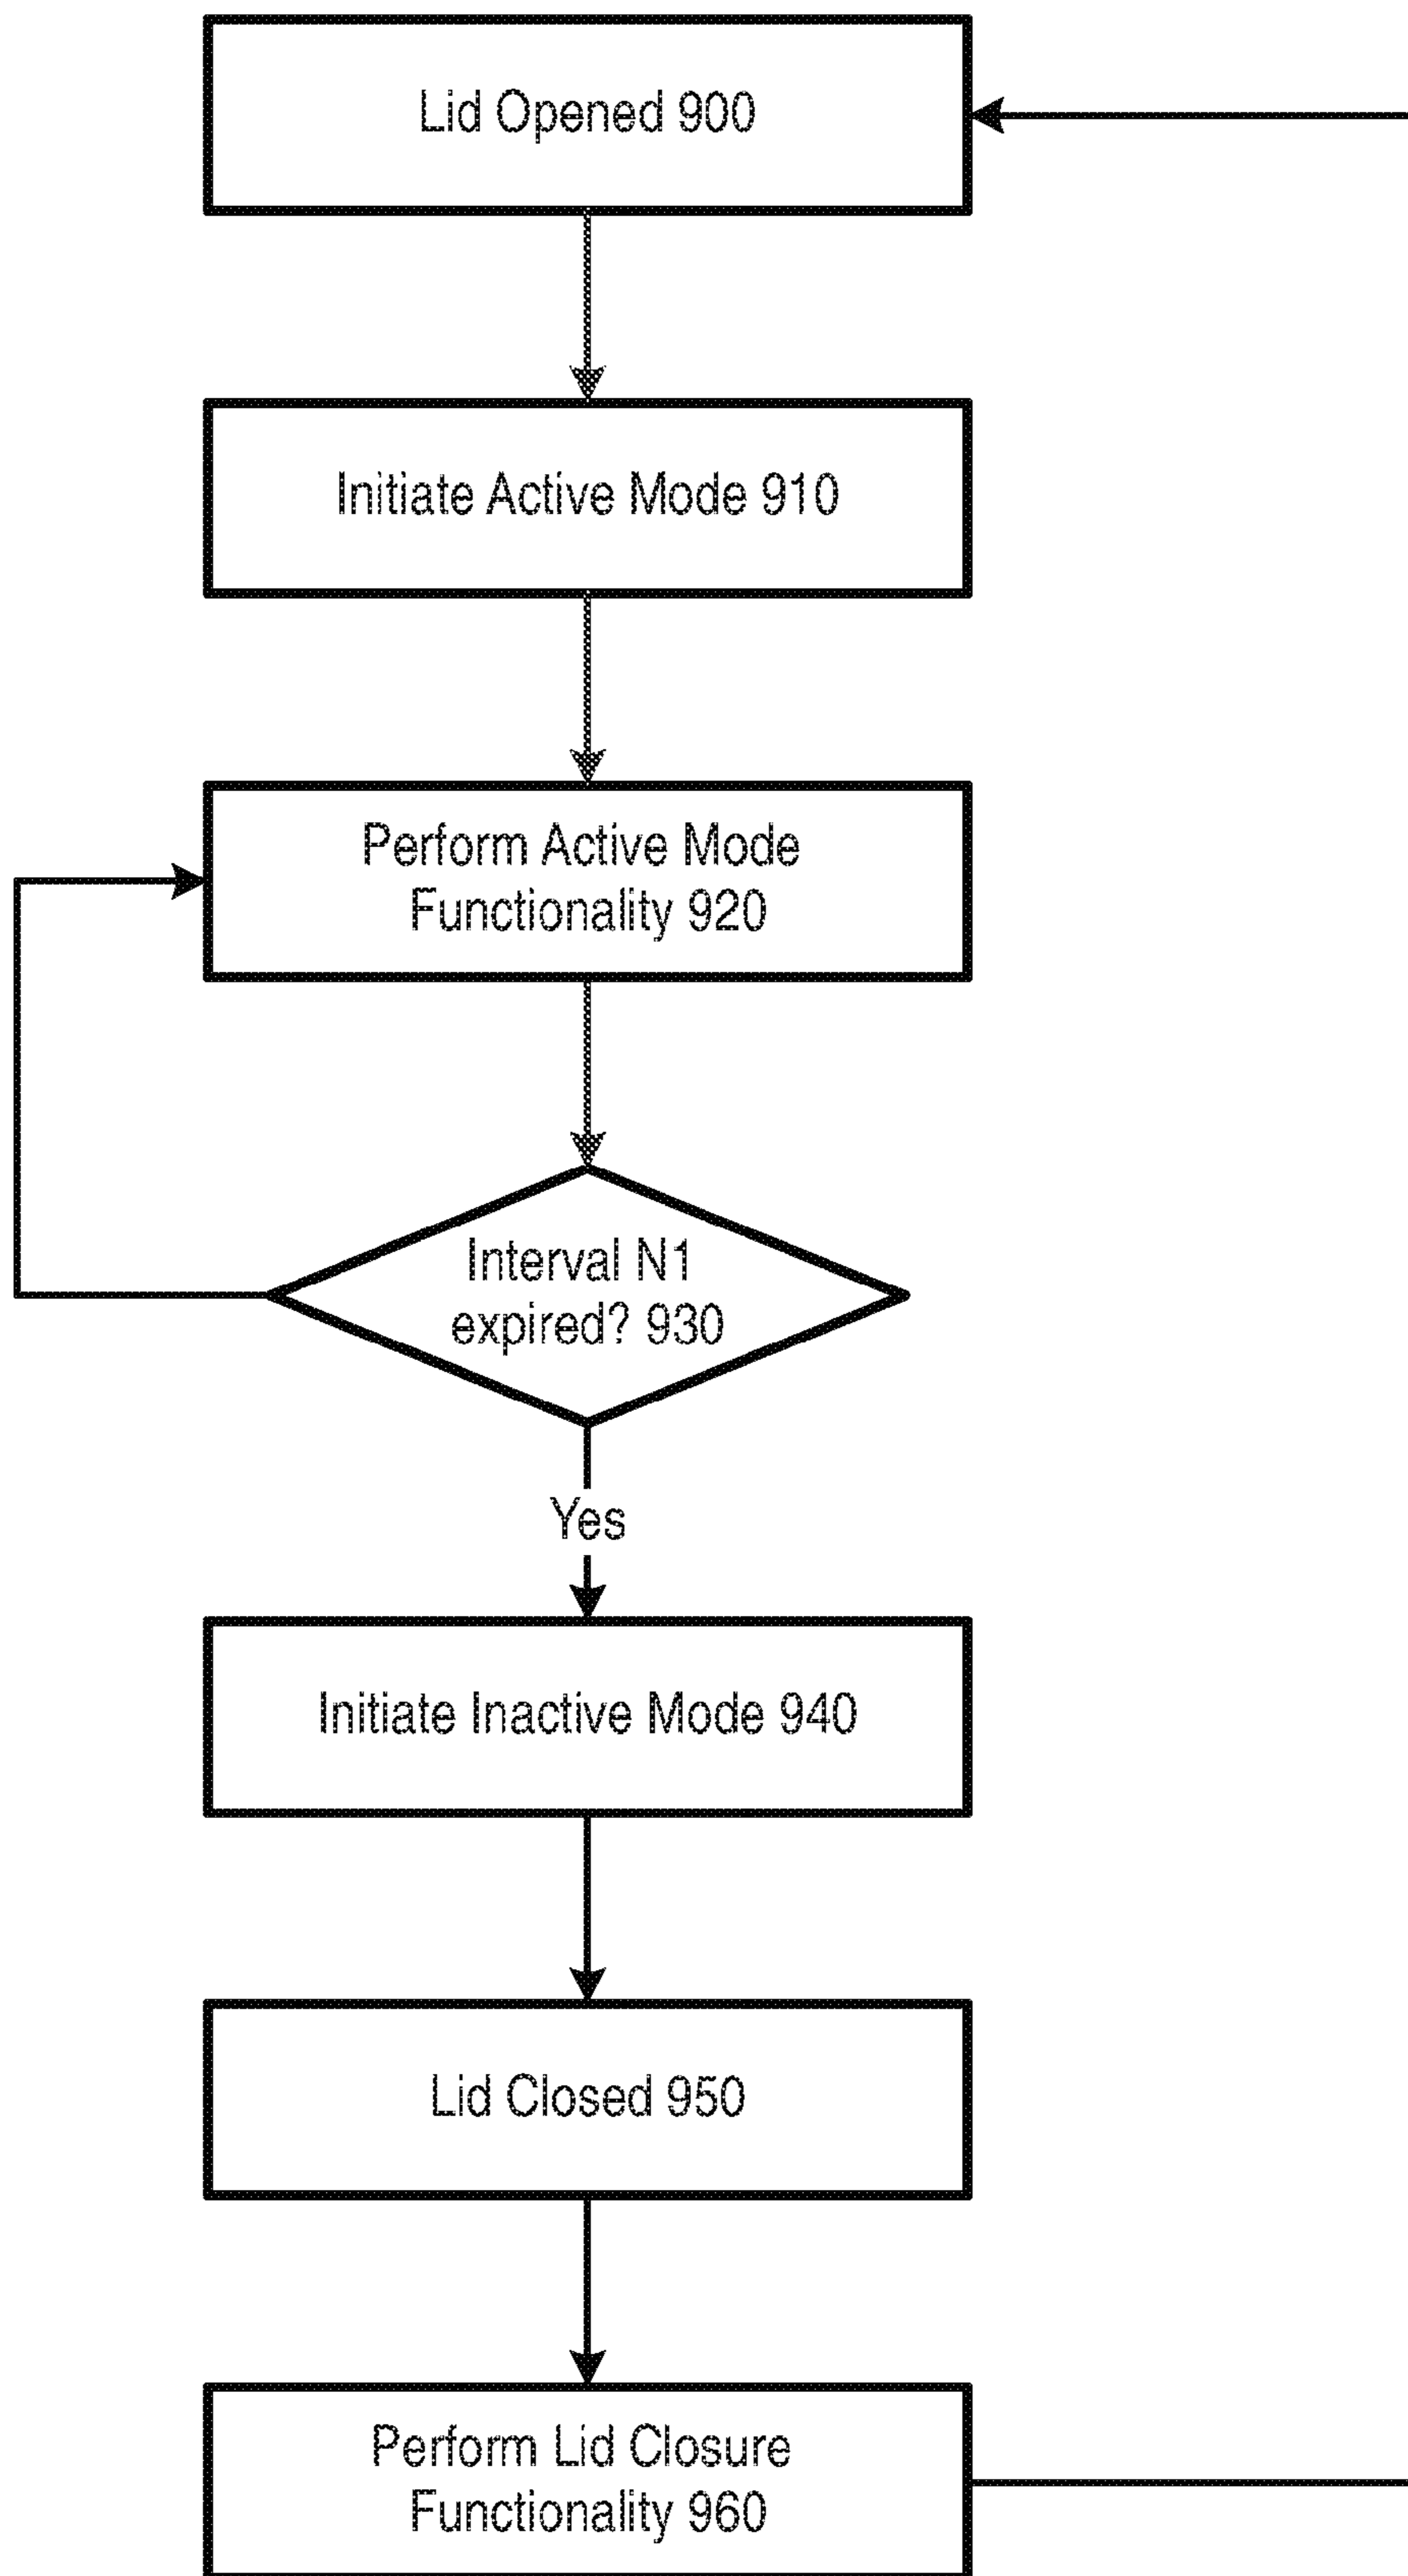 Lid Opened 900
Initiate Active Mode 910
Perform Active Mode
Functionality 920
Interval N1
expired? 930
Yes
Initiate Inactive Mode 940
Lid Closed 950
Perform Lid Closure
Functionality 960